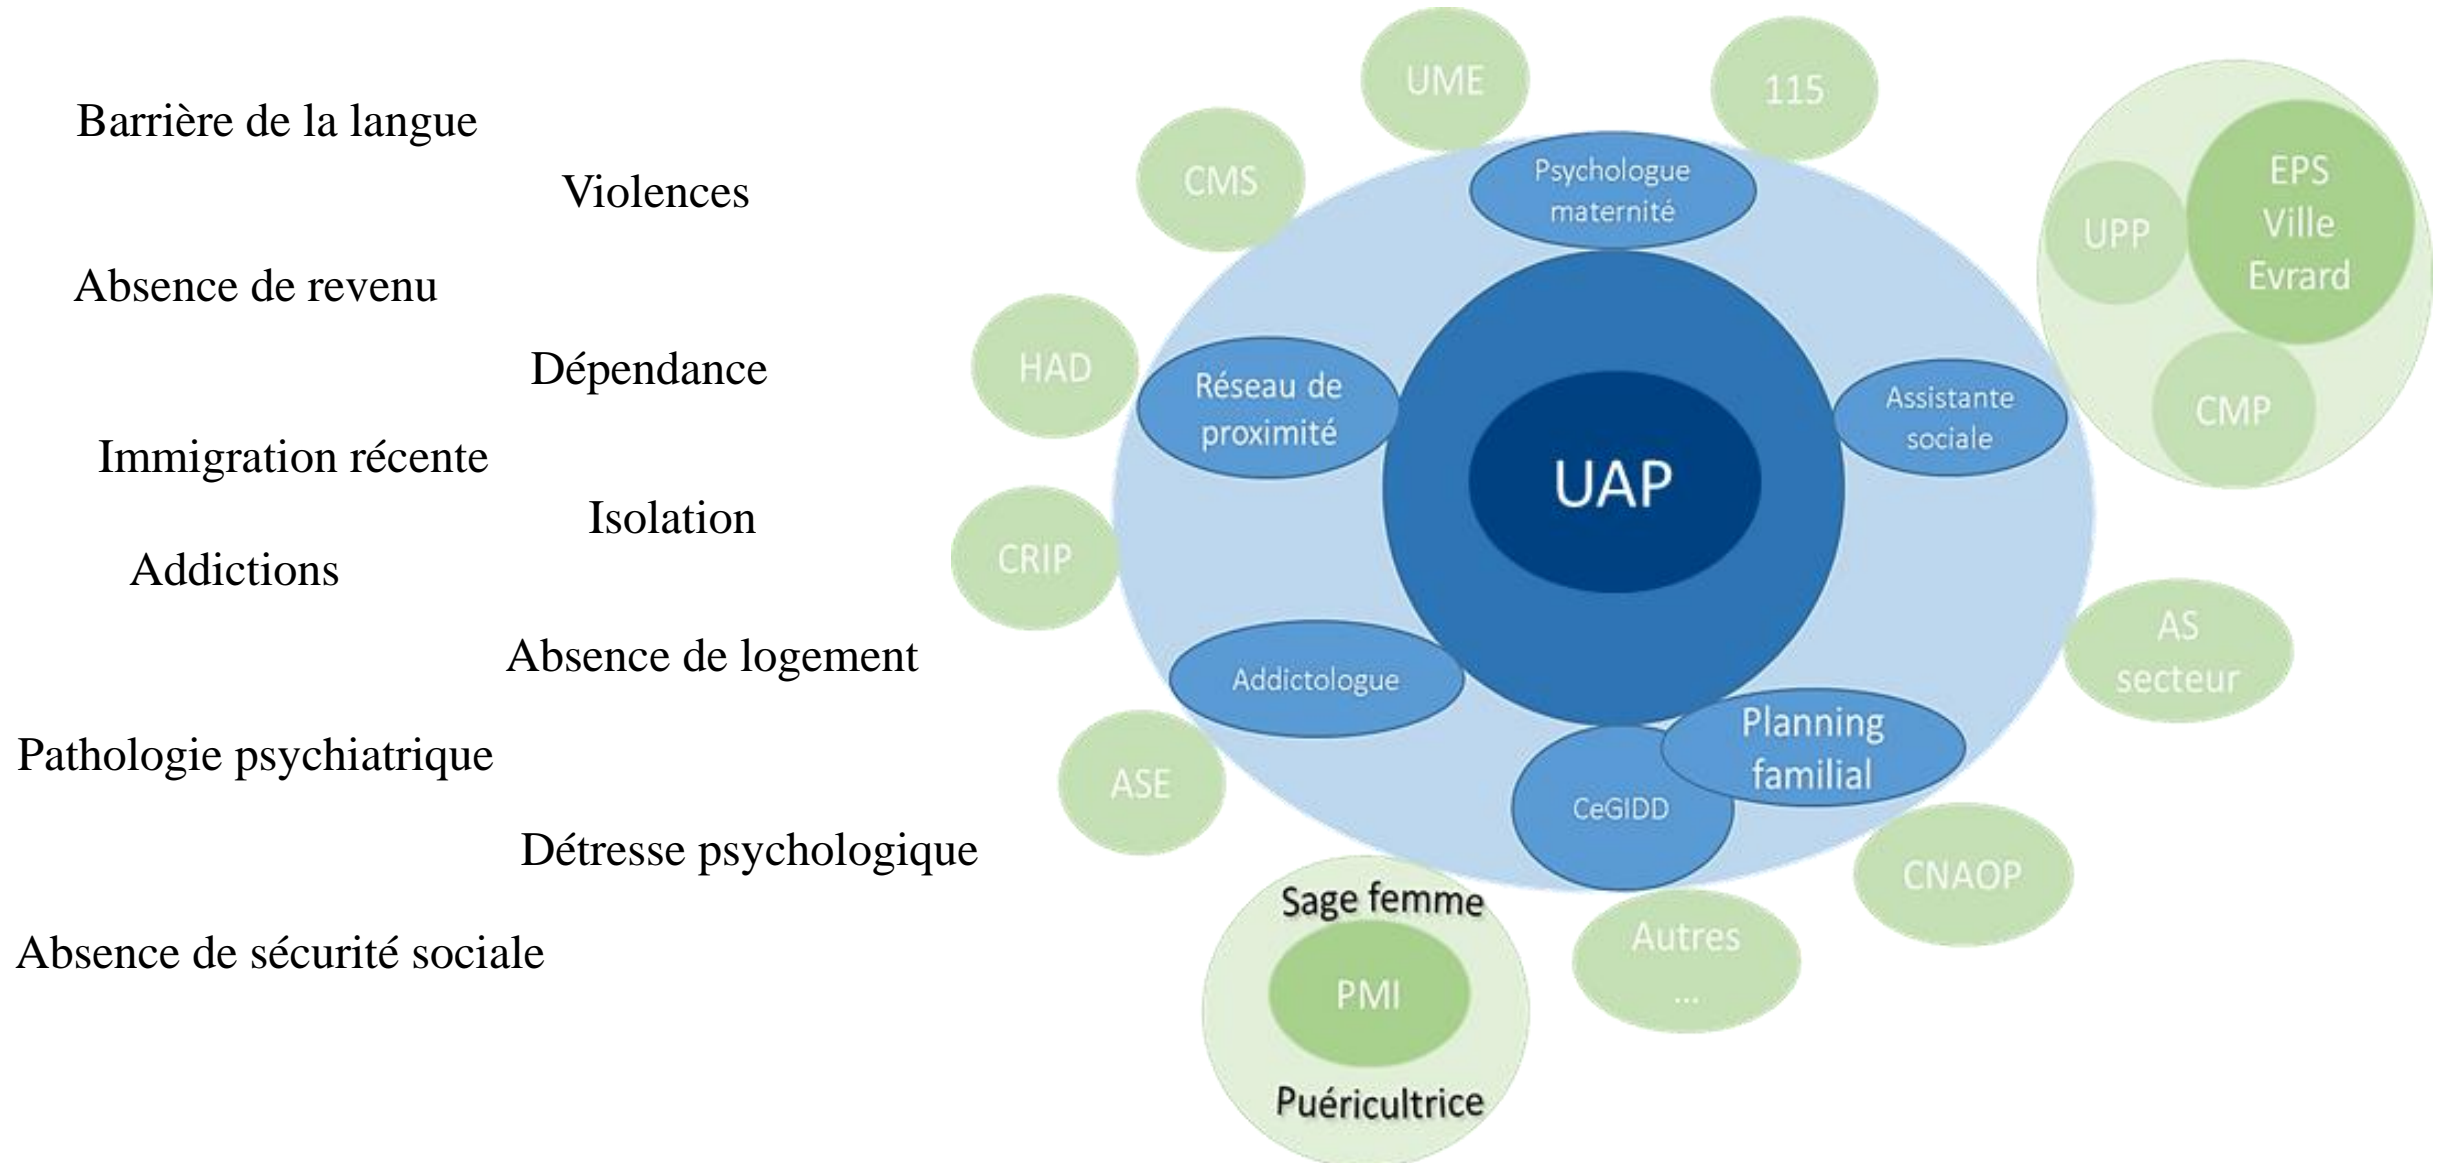 Barrière de la langue
Violences
Absence de revenu
Dépendance
Immigration récente
Isolation
Addictions
Absence de logement
Pathologie psychiatrique
Détresse psychologique
Absence de sécurité sociale
UME
115
CMS
Psychologue
maternité
EPS
Ville
Evrard
UPP
CMP
HAD
Réseau de
proximité
Assistante
sociale
UAP
CRIP
AS
secteur
Addictologue
Planning
familial
CeGIDD
ASE
CNAOP
Sage femme
PMI
Puéricultrice
Autres
...